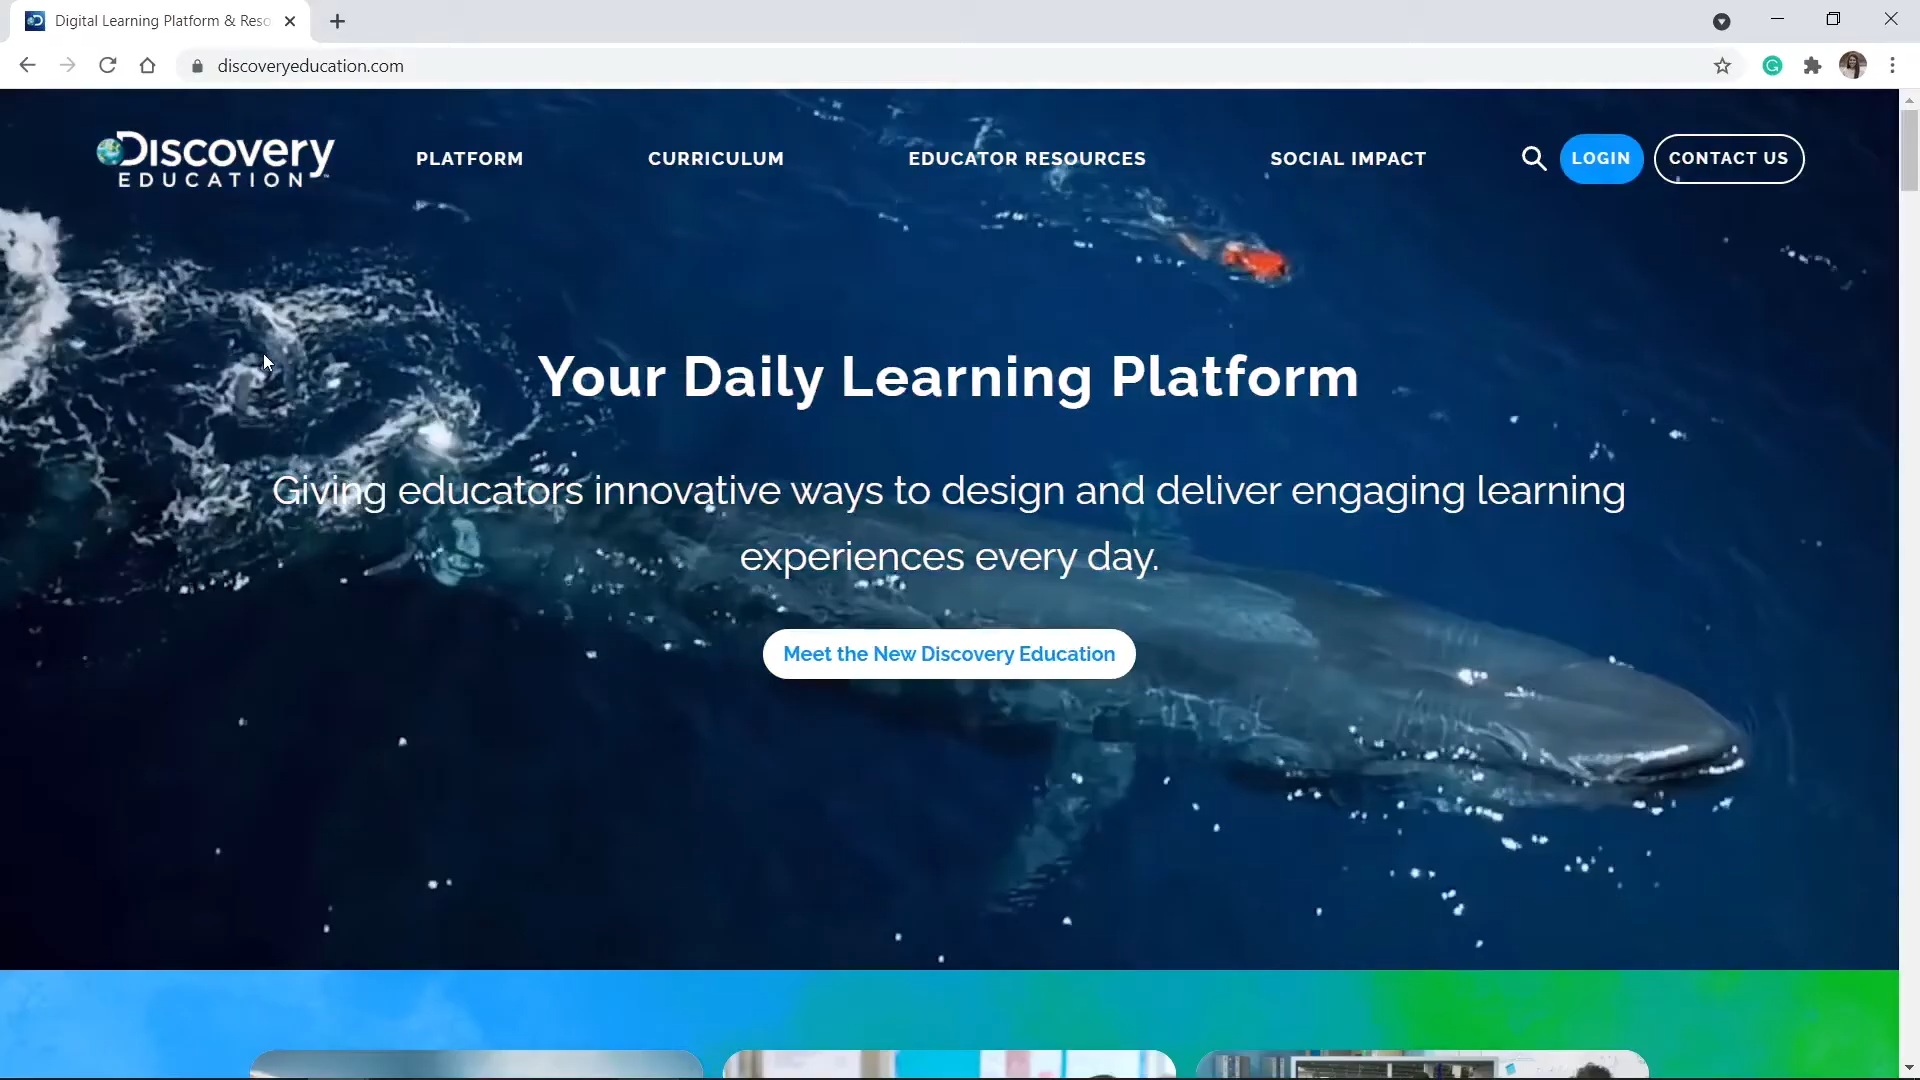 Digital Learning Platform & Reso
discoveryeducation.com
Discovery
EDUCATION
PLATFORM
CURRICULUM
EDUCATOR RESOURCES
SOCIAL IMPACT
LOGIN
CONTACT US
Your Daily Learning Platform
Giving educators innovative ways to design and deliver engaging learning
experiences every day.
Meet the New Discovery Education